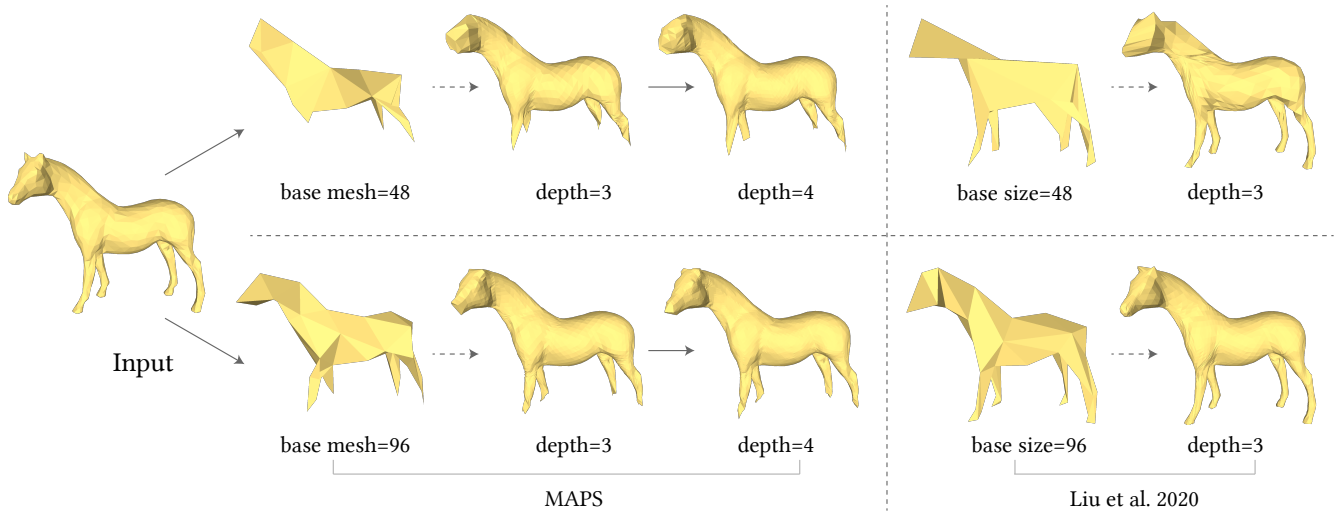 base mesh=48
depth=3
depth=4
base size=48
depth=3
Input
base mesh=96
depth=3
depth=4
base size=96
depth=3
MAPS
Liu et al. 2020